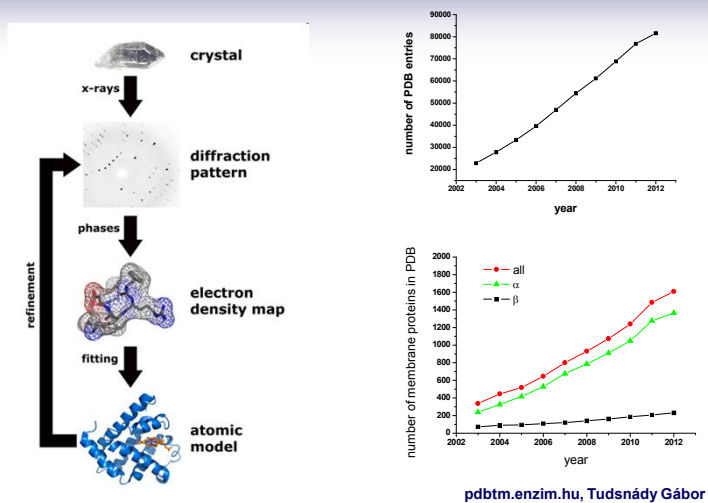 crystal
x-rays
diffraction
pattern
phases
electron
density map
refinement
fitting
atomic
model
number of PDB entries
90000
80000
70000
60000
50000
40000
30000
20000
2002 2004 2006 2008 2010 2012
year
number of membrane proteins in PDB
2000
1800
1600
1400
1200
1000
800
600
400
200
0
all
α
β
2002 2004 2006 2008 2010 2012
year
pdbtm.enzim.hu, Tudsnády Gábor